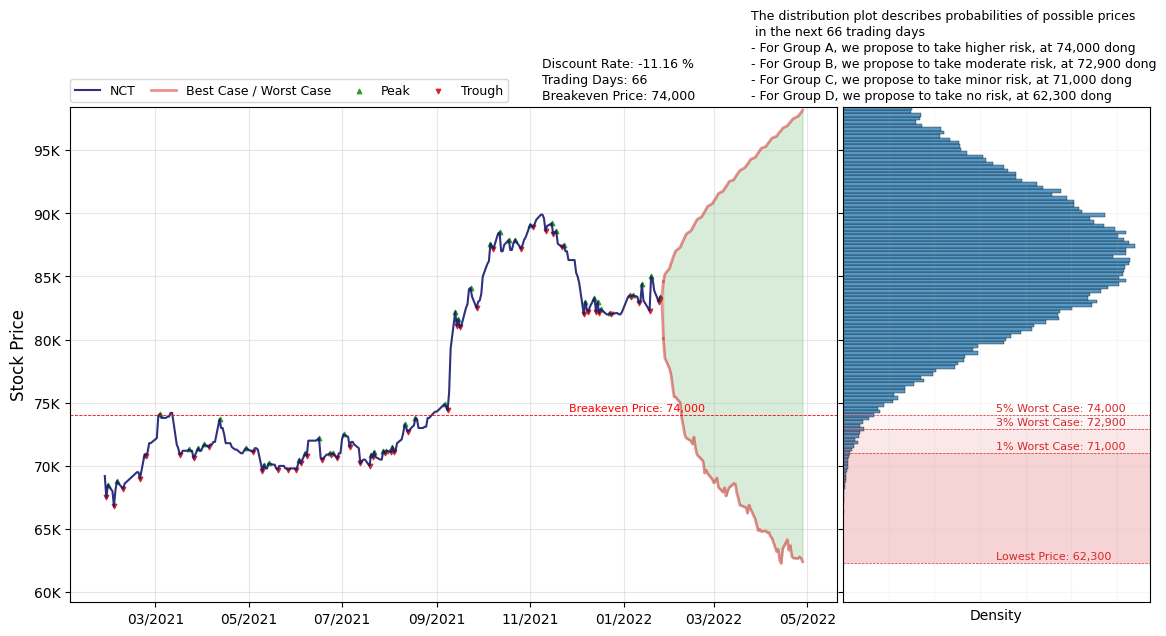 The distribution plot describes probabilities of possible prices
in the next 66 trading days
- For Group A, we propose to take higher risk, at 74,000 dong
- For Group B, we propose to take moderate risk, at 72,900 dong
- For Group C, we propose to take minor risk, at 71,000 dong
- For Group D, we propose to take no risk, at 62,300 dong
Discount Rate: -11.16 %
Trading Days: 66
Breakeven Price: 74,000
NCT
Best Case / Worst Case
Peak
Trough
Stock Price
95K
90K
85K
80K
75K
70K
65K
60K
Breakeven Price: 74,000
5% Worst Case: 74,000
3% Worst Case: 72,900
1% Worst Case: 71,000
Lowest Price: 62,300
03/2021
05/2021
07/2021
09/2021
11/2021
01/2022
03/2022
05/2022
Density